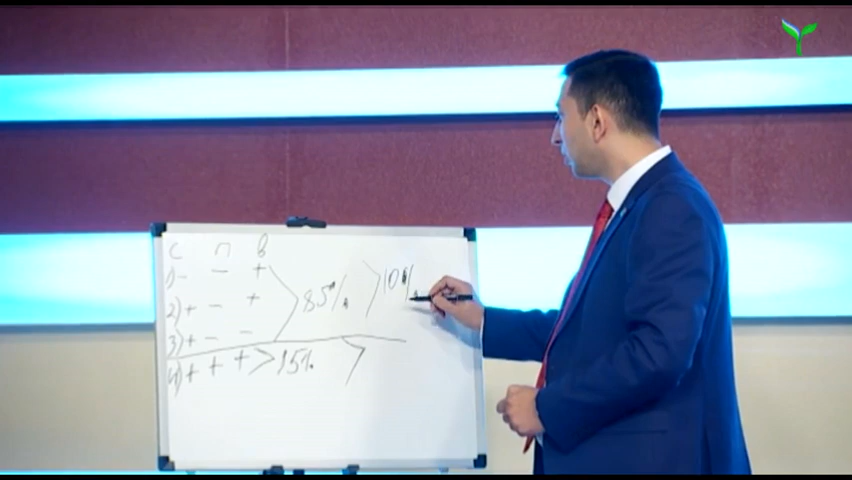 с п в
1) - - +
2) + - + > 85% > 10%
3) + - -
4) + + + > 15% >